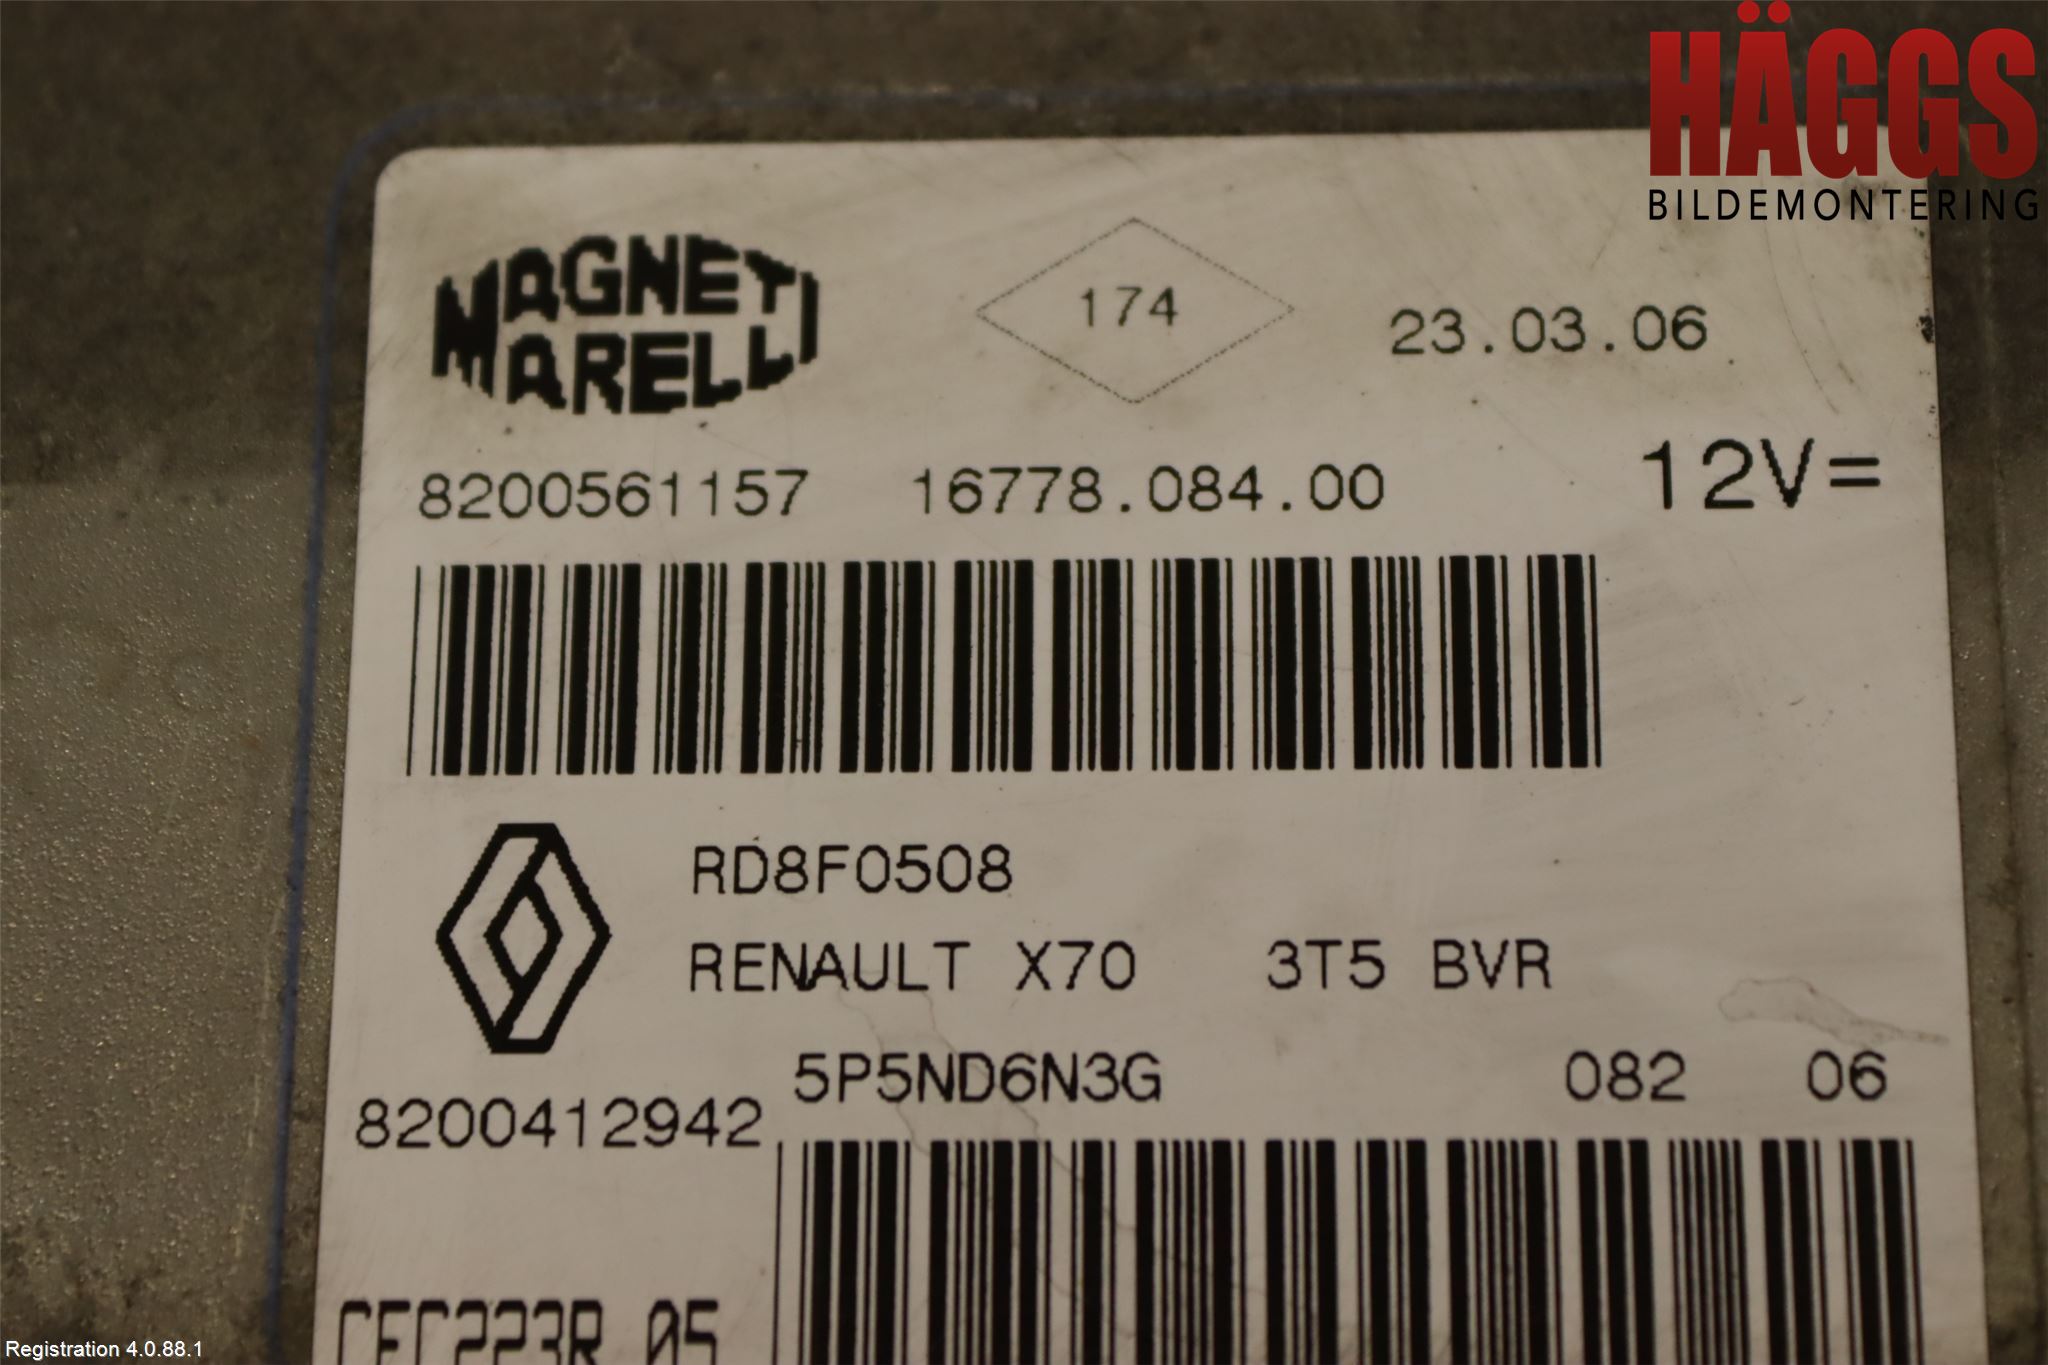 HÄGGS
BILDEMONTERING
MAGNETI
MARELLI
174
23.03.06
8200561157 16778.084.00 12V=
RD8F0508
RENAULT X70 3T5 BVR
5P5ND6N3G 082 06
8200412942
Registration 4.0.88.1